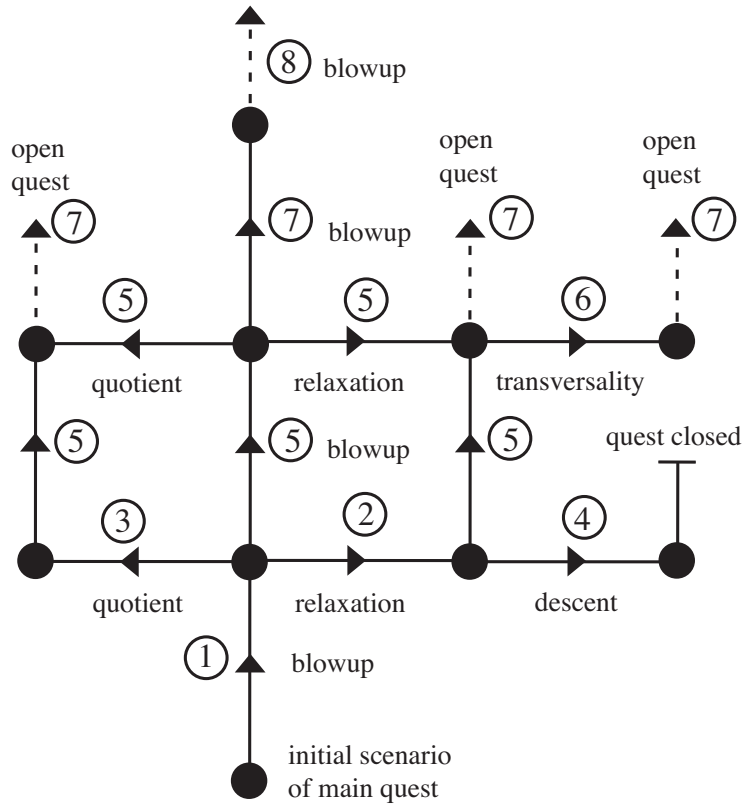 8 blowup
open
quest
open
quest
open
quest
7
7 blowup
7
7
5
5
6
quotient
relaxation
transversality
5
5 blowup
5
quest closed
3
2
4
quotient
relaxation
descent
1 blowup
initial scenario
of main quest